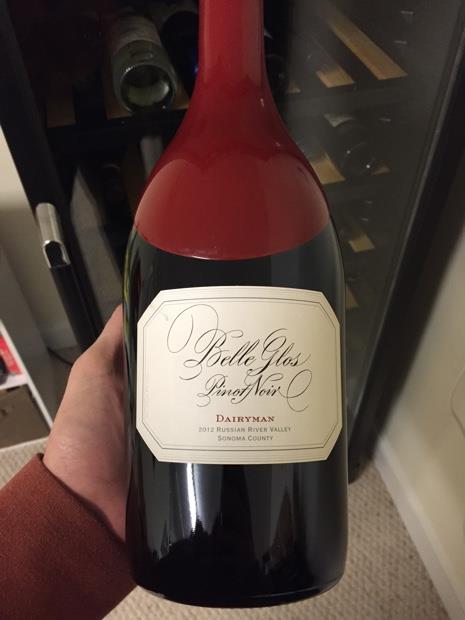 Belle Glos
Pinot Noir
DAIRYMAN
2012 RUSSIAN RIVER VALLEY
SONOMA COUNTY